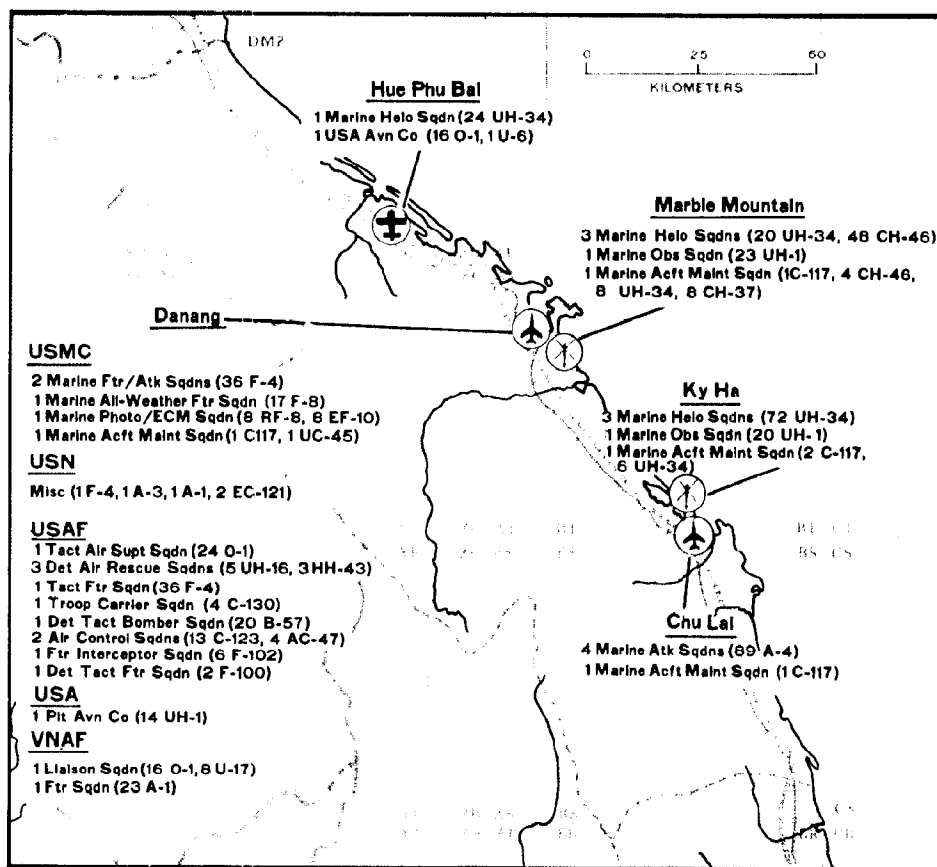 DMZ
0 25 50
KILOMETERS
Hue Phu Bai
1 Marine Helo Sqdn (24 UH-34)
1 USA Avn Co (16 O-1, 1 U-6)
Marble Mountain
3 Marine Helo Sqdns (20 UH-34, 48 CH-46)
1 Marine Obs Sqdn (23 UH-1)
1 Marine Acft Maint Sqdn (1C-117, 4 CH-46,
8 UH-34, 8 CH-37)
Danang
USMC
2 Marine Ftr/Atk Sqdns (36 F-4)
1 Marine All-Weather Ftr Sqdn (17 F-8)
1 Marine Photo/ECM Sqdn (8 RF-8, 8 EF-10)
1 Marine Acft Maint Sqdn (1 C117, 1 UC-45)
USN
Misc (1 F-4, 1 A-3, 1 A-1, 2 EC-121)
USAF
1 Tact Air Supt Sqdn (24 O-1)
3 Det Air Rescue Sqdns (5 UH-16, 3HH-43)
1 Tact Ftr Sqdn (36 F-4)
1 Troop Carrier Sqdn (4 C-130)
1 Det Tact Bomber Sqdn (20 B-57)
2 Air Control Sqdns (13 C-123, 4 AC-47)
1 Ftr Interceptor Sqdn (6 F-102)
1 Det Tact Ftr Sqdn (2 F-100)
USA
1 Plt Avn Co (14 UH-1)
VNAF
1 Liaison Sqdn (16 O-1, 8 U-17)
1 Ftr Sqdn (23 A-1)
Ky Ha
3 Marine Helo Sqdns (72 UH-34)
1 Marine Obs Sqdn (20 UH-1)
1 Marine Acft Maint Sqdn (2 C-117,
6 UH-34)
BS CS
Chu Lai
4 Marine Atk Sqdns (89 A-4)
1 Marine Acft Maint Sqdn (1 C-117)